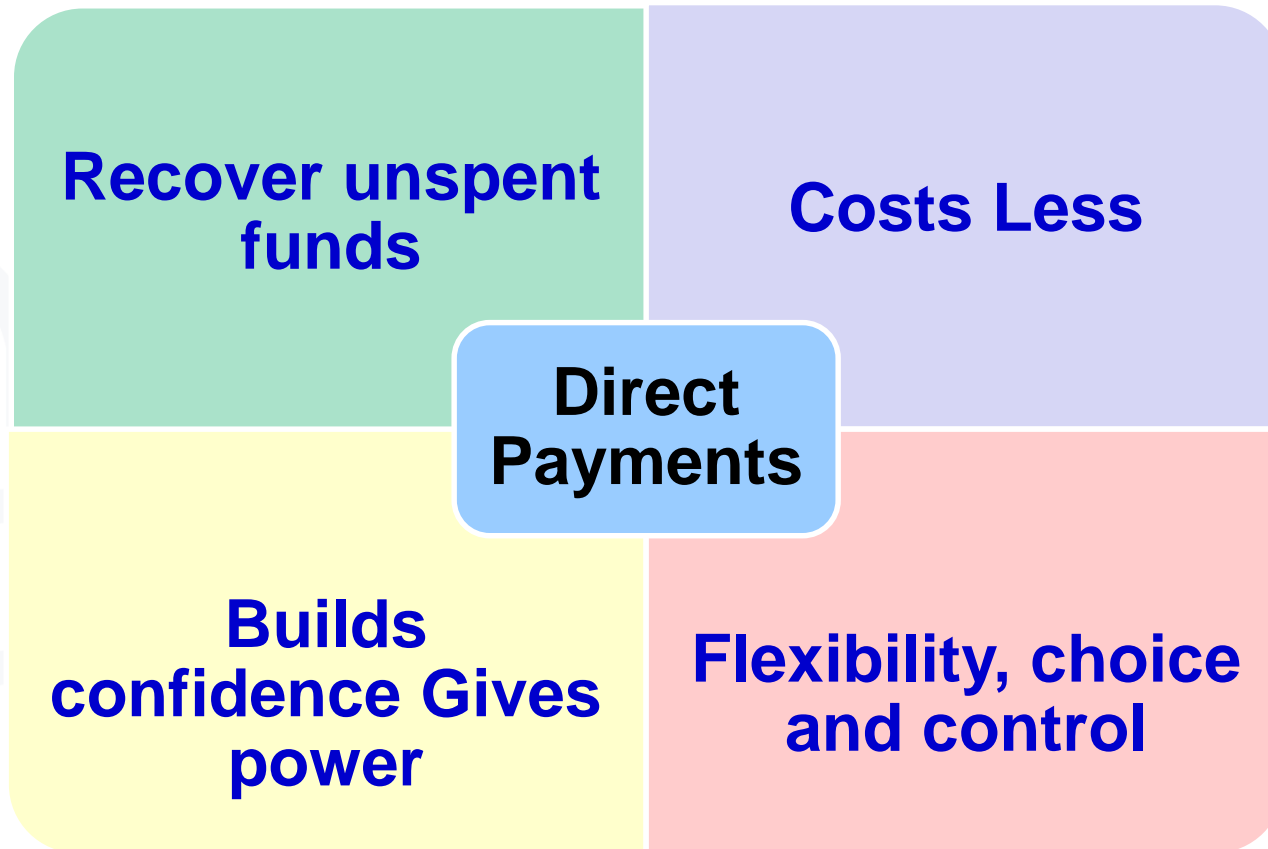 Recover unspent
funds
Costs Less
Direct
Payments
Builds
confidence Gives
power
Flexibility, choice
and control